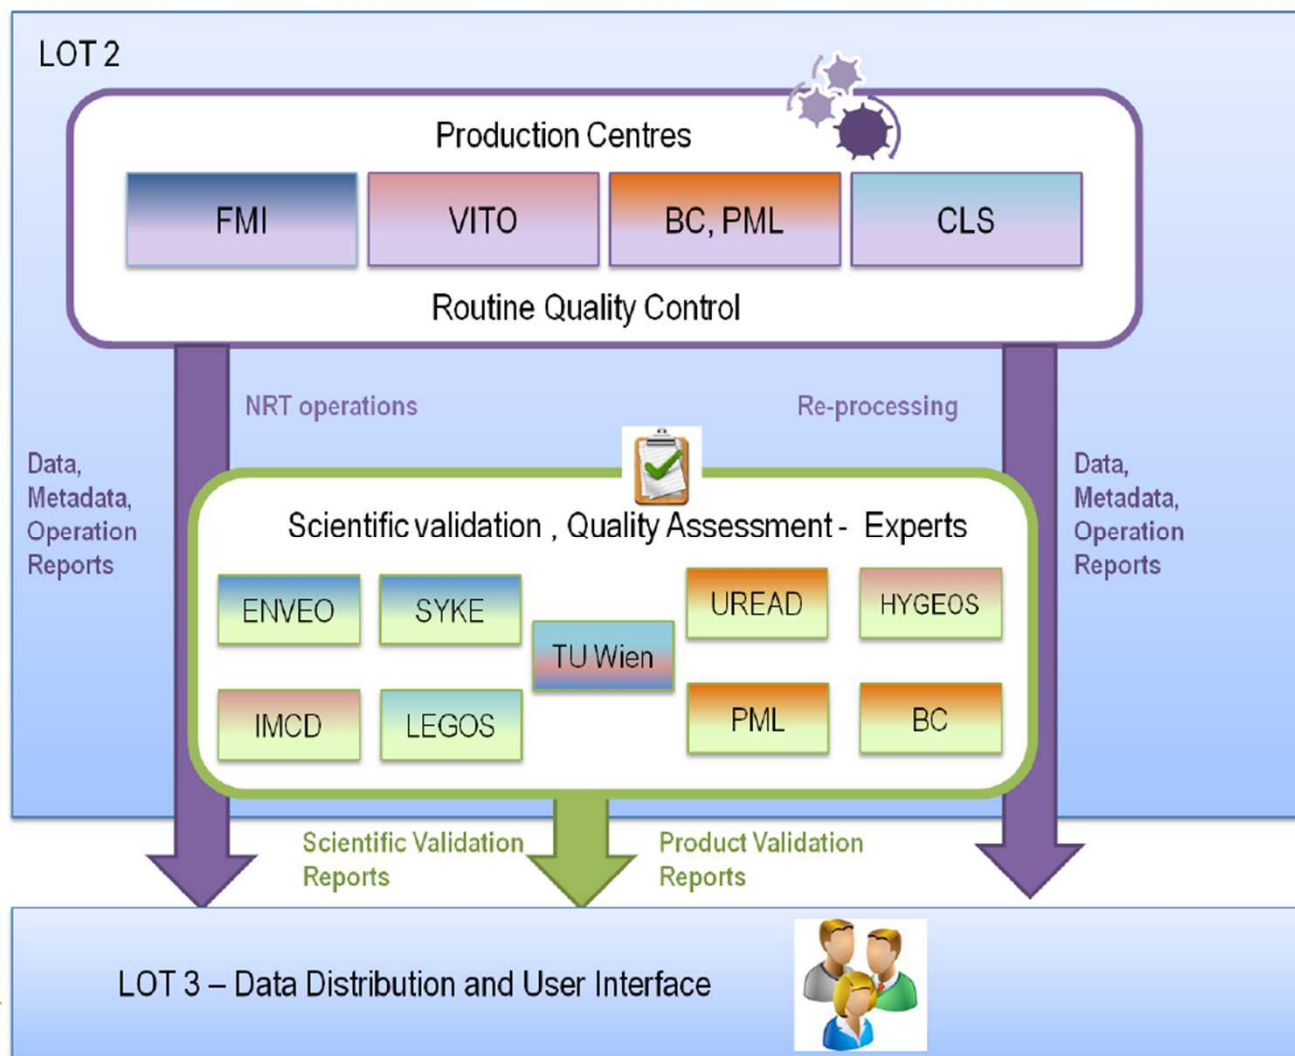 LOT 2
Production Centres
FMI
VITO
BC, PML
CLS
Routine Quality Control
NRT operations
Re-processing
Data,
Metadata,
Operation
Reports
Data,
Metadata,
Operation
Reports
Scientific validation , Quality Assessment - Experts
ENVEO
SYKE
TU Wien
UREAD
HYGEOS
IMCD
LEGOS
PML
BC
Scientific Validation
Reports
Product Validation
Reports
LOT 3 – Data Distribution and User Interface